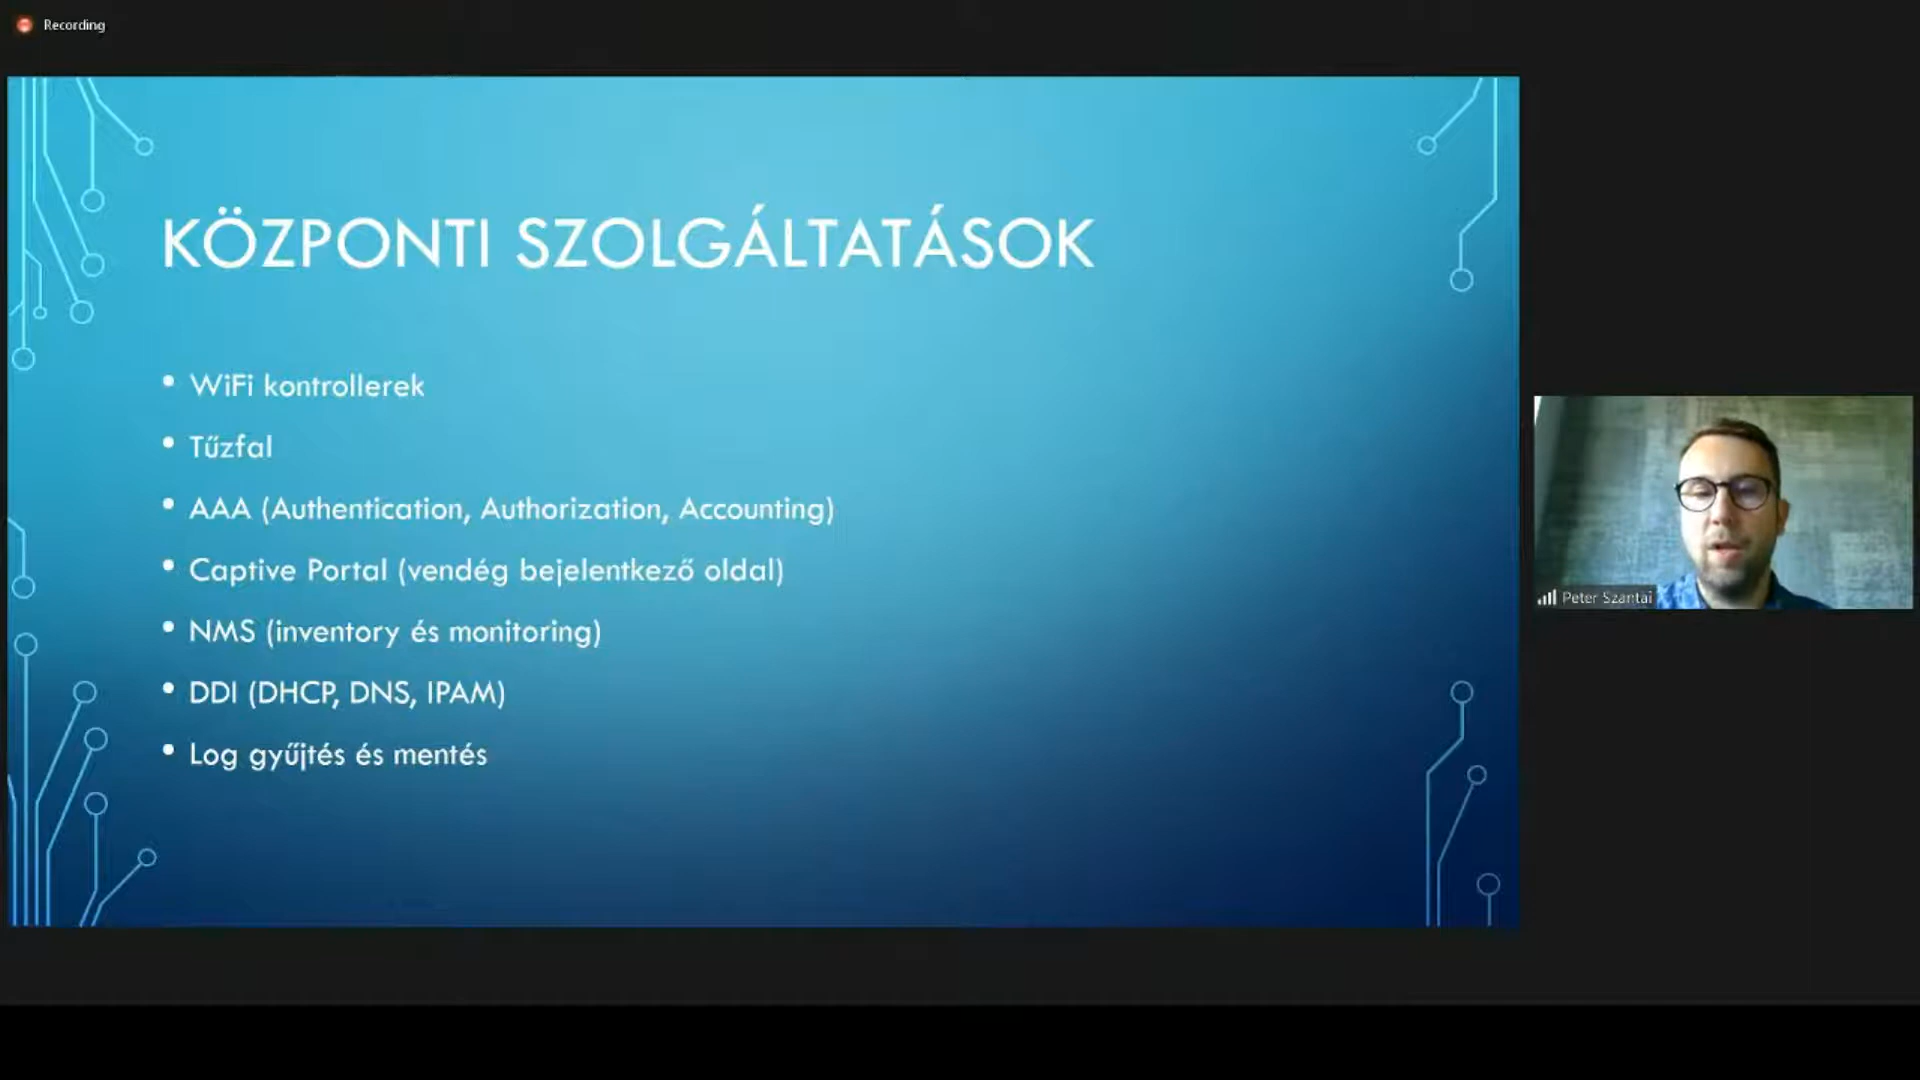 Recording
KÖZPONTI SZOLGÁLTATÁSOK
• WiFi kontrollerek
• Tűzfal
• AAA (Authentication, Authorization, Accounting)
• Captive Portal (vendég bejelentkező oldal)
• NMS (inventory és monitoring)
• DDI (DHCP, DNS, IPAM)
• Log gyűjtés és mentés
Peter Szantai